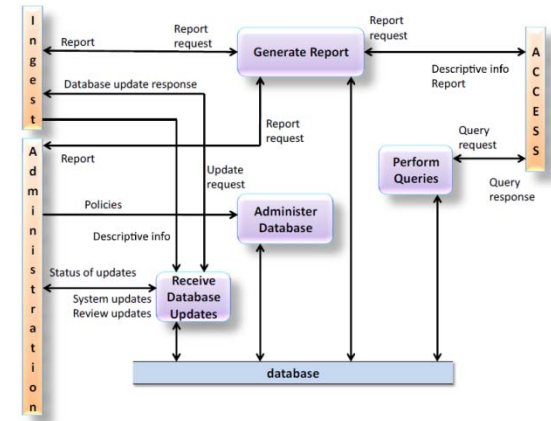 Ingest
Report
Report
request
Generate Report
Report
request
ACCESS
Descriptive info
Report
Database update response
Report
request
Query
request
Administration
Report
Update
request
Perform
Queries
Query
response
Policies
Administer
Database
Descriptive info
Status of updates
System updates
Review updates
Receive
Database
Updates
database